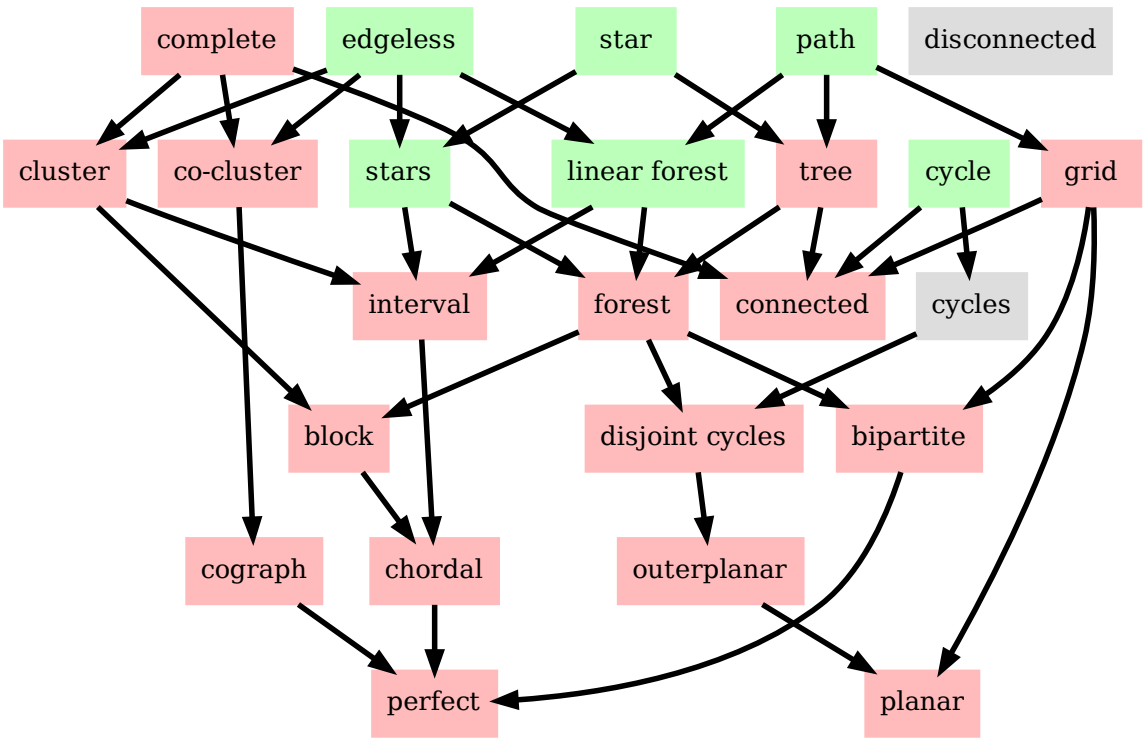 complete
edgeless
star
path
disconnected
cluster
co-cluster
stars
linear forest
tree
cycle
grid
interval
forest
connected
cycles
block
disjoint cycles
bipartite
cograph
chordal
outerplanar
perfect
planar